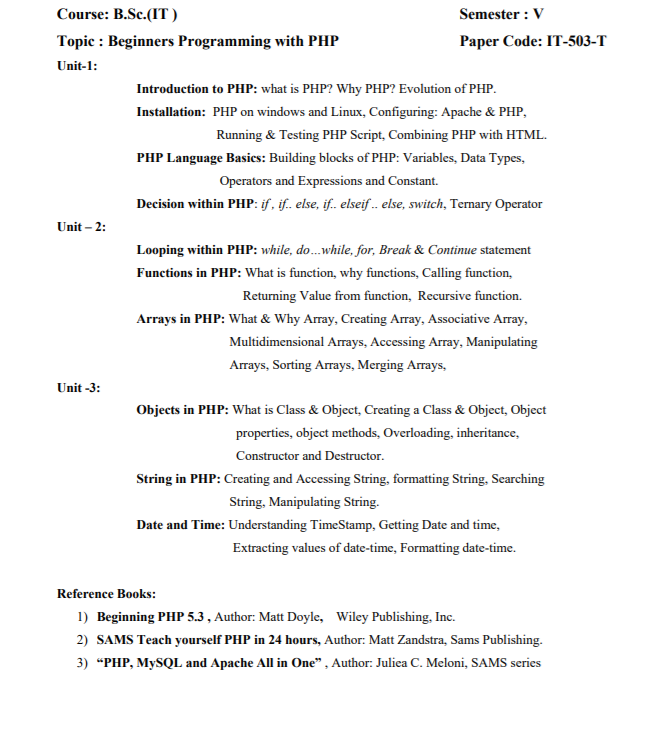 Course: B.Sc.(IT ) Semester : V
Topic : Beginners Programming with PHP Paper Code: IT-503-T
Unit-1:
Introduction to PHP: what is PHP? Why PHP? Evolution of PHP.
Installation: PHP on windows and Linux, Configuring: Apache & PHP,
Running & Testing PHP Script, Combining PHP with HTML.
PHP Language Basics: Building blocks of PHP: Variables, Data Types,
Operators and Expressions and Constant.
Decision within PHP: if , if.. else, if.. elseif .. else, switch, Ternary Operator
Unit – 2:
Looping within PHP: while, do…while, for, Break & Continue statement
Functions in PHP: What is function, why functions, Calling function,
Returning Value from function, Recursive function.
Arrays in PHP: What & Why Array, Creating Array, Associative Array,
Multidimensional Arrays, Accessing Array, Manipulating
Arrays, Sorting Arrays, Merging Arrays,
Unit -3:
Objects in PHP: What is Class & Object, Creating a Class & Object, Object
properties, object methods, Overloading, inheritance,
Constructor and Destructor.
String in PHP: Creating and Accessing String, formatting String, Searching
String, Manipulating String.
Date and Time: Understanding TimeStamp, Getting Date and time,
Extracting values of date-time, Formatting date-time.
Reference Books:
1) Beginning PHP 5.3 , Author: Matt Doyle, Wiley Publishing, Inc.
2) SAMS Teach yourself PHP in 24 hours, Author: Matt Zandstra, Sams Publishing.
3) “PHP, MySQL and Apache All in One” , Author: Juliea C. Meloni, SAMS series